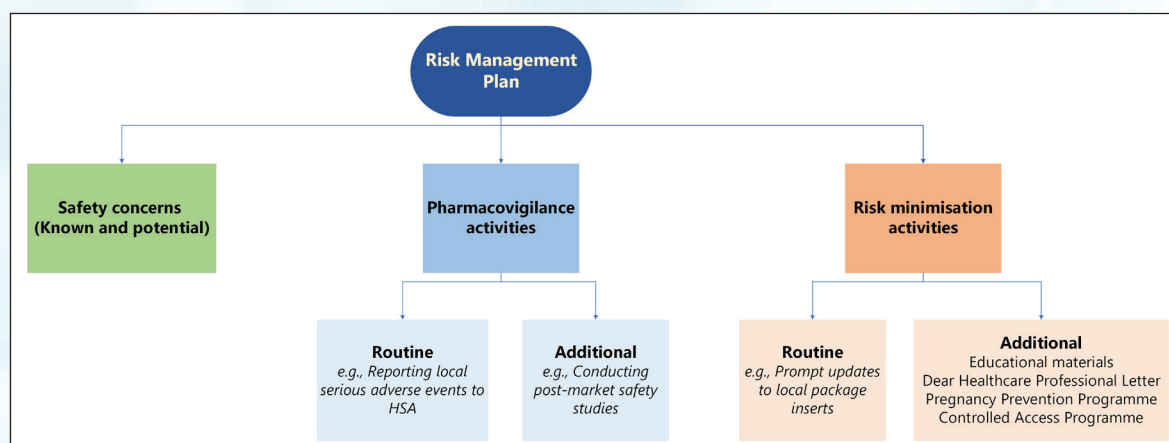 Risk Management
Plan
Safety concerns
(Known and potential)
Pharmacovigilance
activities
Risk minimisation
activities
Routine
e.g., Reporting local
serious adverse events to
HSA
Additional
e.g., Conducting
post-market safety
studies
Routine
e.g., Prompt updates
to local package
inserts
Additional
Educational materials
Dear Healthcare Professional Letter
Pregnancy Prevention Programme
Controlled Access Programme